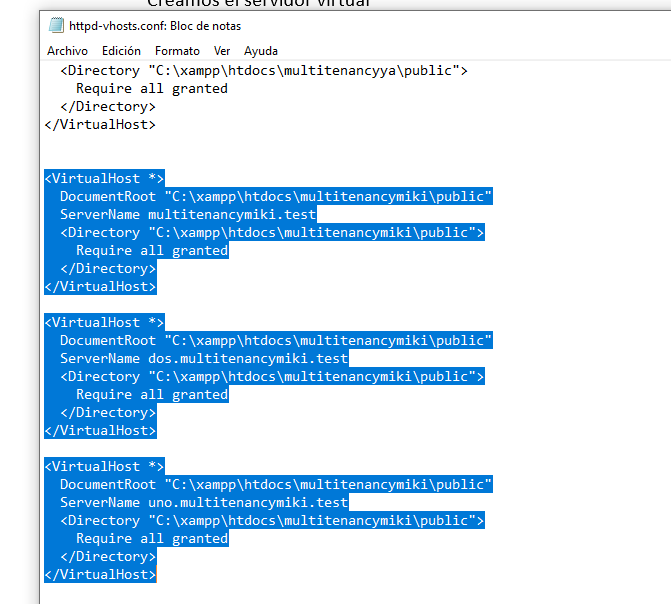 Creamos el servidor virtual
httpd-vhosts.conf: Bloc de notas
Archivo Edición Formato Ver Ayuda
<Directory "C:\xampp\htdocs\multitenancyya\public">
Require all granted
</Directory>
</VirtualHost>
<VirtualHost *>
DocumentRoot "C:\xampp\htdocs\multitenancymiki\public"
ServerName multitenancymiki.test
<Directory "C:\xampp\htdocs\multitenancymiki\public">
Require all granted
</Directory>
</VirtualHost>
<VirtualHost *>
DocumentRoot "C:\xampp\htdocs\multitenancymiki\public"
ServerName dos.multitenancymiki.test
<Directory "C:\xampp\htdocs\multitenancymiki\public">
Require all granted
</Directory>
</VirtualHost>
<VirtualHost *>
DocumentRoot "C:\xampp\htdocs\multitenancymiki\public"
ServerName uno.multitenancymiki.test
<Directory "C:\xampp\htdocs\multitenancymiki\public">
Require all granted
</Directory>
</VirtualHost>